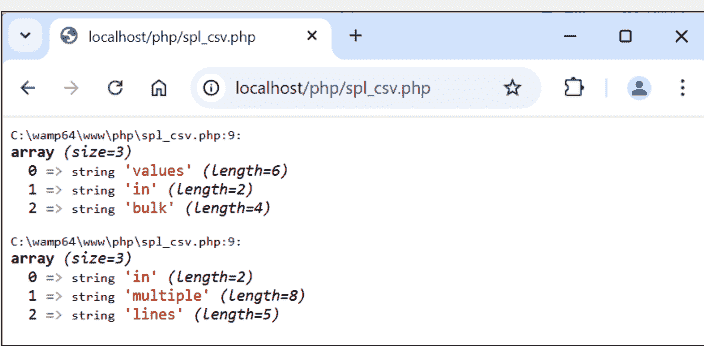 localhost/php/spl_csv.php
localhost/php/spl_csv.php
C:\wamp64\www\php\spl_csv.php:9:
array (size=3)
0 => string 'values' (length=6)
1 => string 'in' (length=2)
2 => string 'bulk' (length=4)
C:\wamp64\www\php\spl_csv.php:9:
array (size=3)
0 => string 'in' (length=2)
1 => string 'multiple' (length=8)
2 => string 'lines' (length=5)